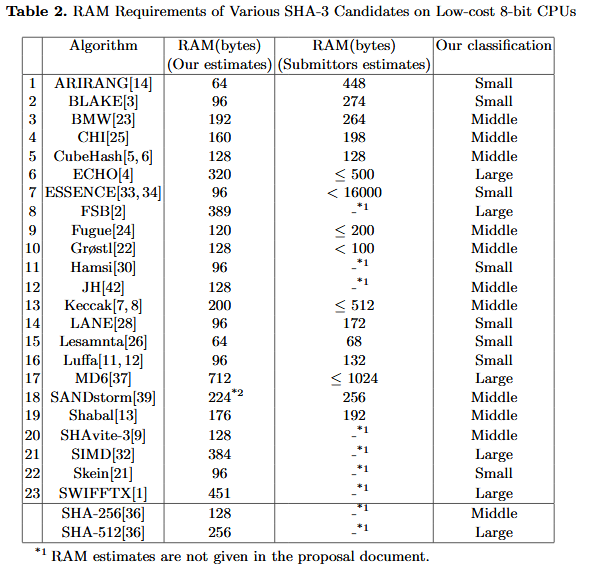 Table 2. RAM Requirements of Various SHA-3 Candidates on Low-cost 8-bit CPUs
Algorithm RAM(bytes) RAM(bytes) Our classification
(Our estimates) (Submittors estimates)
1 ARIRANG[14] 64 448 Small
2 BLAKE[3] 96 274 Small
3 BMW[23] 192 264 Middle
4 CHI[25] 160 198 Middle
5 CubeHash[5, 6] 128 128 Middle
6 ECHO[4] 320 ≤ 500 Large
7 ESSENCE[33, 34] 96 < 16000 Small
8 FSB[2] 389 -*1 Large
9 Fugue[24] 120 ≤ 200 Middle
10 Grøstl[22] 128 < 100 Middle
11 Hamsi[30] 96 -*1 Small
12 JH[42] 128 -*1 Middle
13 Keccak[7, 8] 200 ≤ 512 Middle
14 LANE[28] 96 172 Small
15 Lesamnta[26] 64 68 Small
16 Luffa[11, 12] 96 132 Small
17 MD6[37] 712 ≤ 1024 Large
18 SANDstorm[39] 224*2 256 Middle
19 Shabal[13] 176 192 Middle
20 SHAvite-3[9] 128 -*1 Middle
21 SIMD[32] 384 -*1 Large
22 Skein[21] 96 -*1 Small
23 SWIFFTX[1] 451 -*1 Large
SHA-256[36] 128 -*1 Middle
SHA-512[36] 256 -*1 Large
*1 RAM estimates are not given in the proposal document.